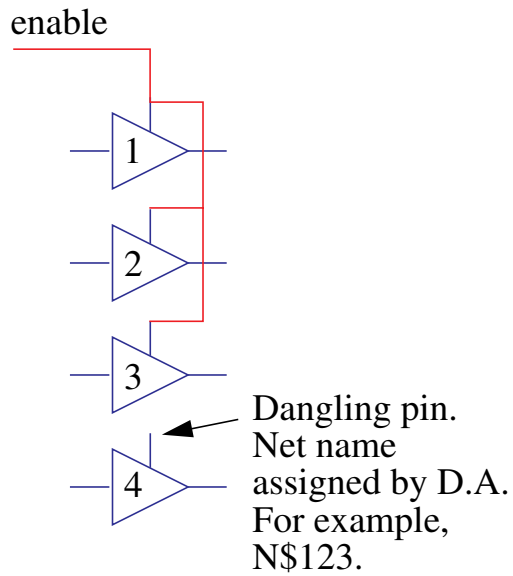 enable
1
2
3
4
Dangling pin.
Net name
assigned by D.A.
For example,
N$123.